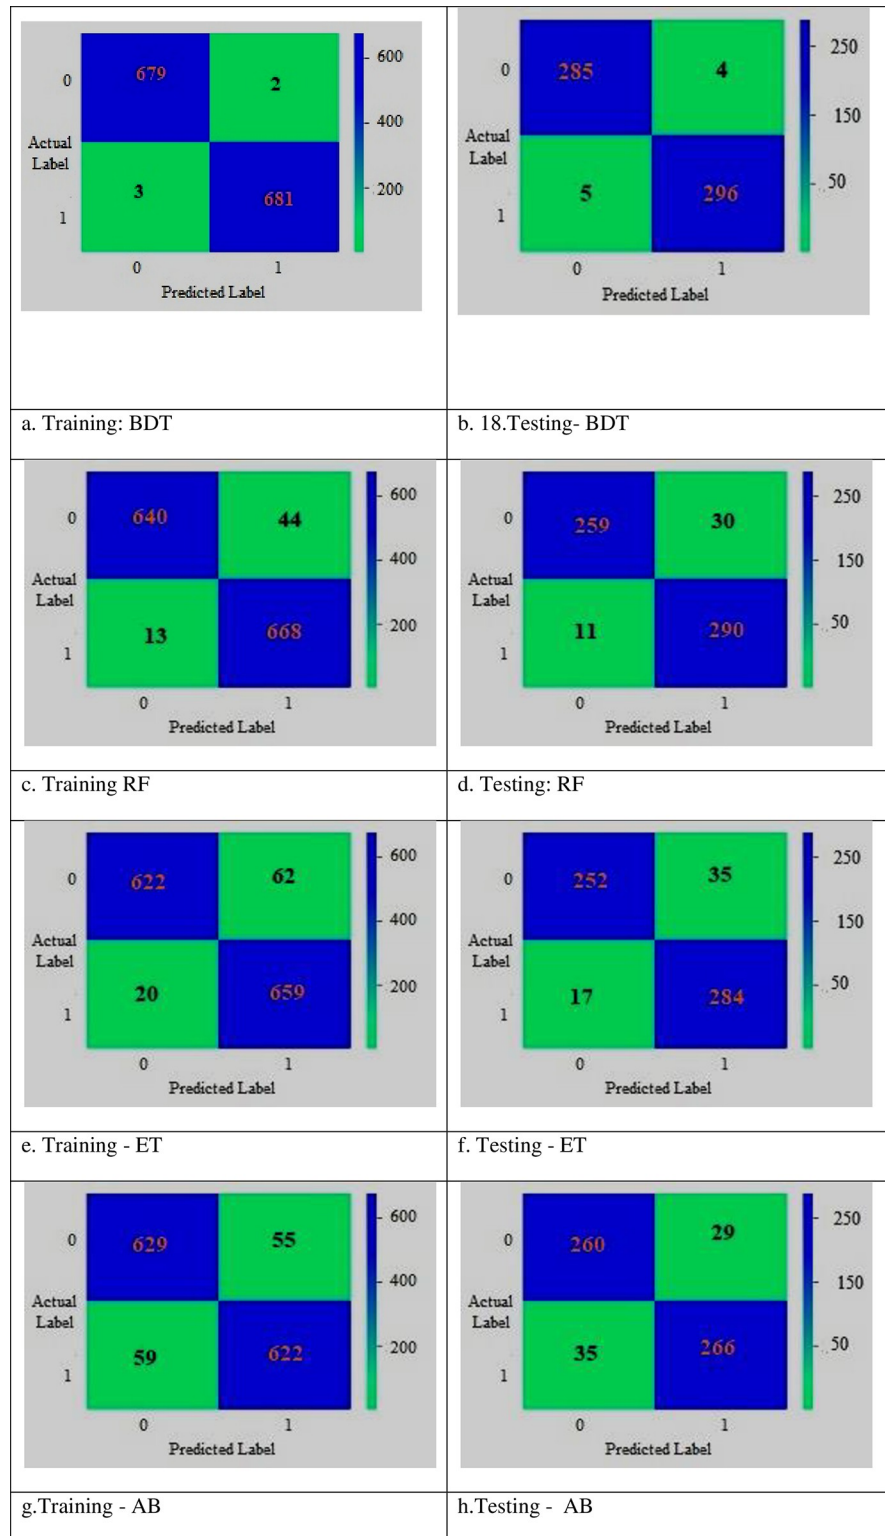 679 2
3 681
0
Actual
Label
1
0 1
Predicted Label
600
400
200
285 4
5 296
0
Actual
Label
1
0 1
Predicted Label
250
150
50
a. Training: BDT
b. 18.Testing- BDT
640 44
13 668
0
Actual
Label
1
0 1
Predicted Label
600
400
200
259 30
11 290
0
Actual
Label
1
0 1
Predicted Label
250
150
50
c. Training RF
d. Testing: RF
622 62
20 659
0
Actual
Label
1
0 1
Predicted Label
600
400
200
252 35
17 284
0
Actual
Label
1
0 1
Predicted Label
250
150
50
e. Training - ET
f. Testing - ET
629 55
59 622
0
Actual
Label
1
0 1
Predicted Label
600
400
200
260 29
35 266
0
Actual
Label
1
0 1
Predicted Label
250
150
50
g.Training - AB
h.Testing - AB